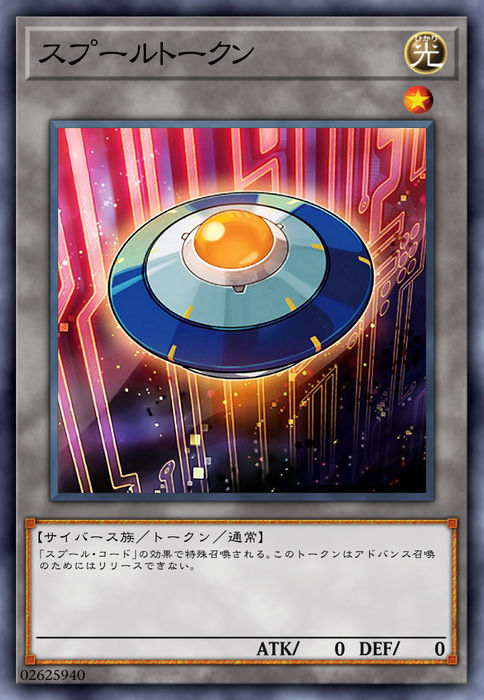 スプールトークン
ひかり
光
【サイバース族／トークン／通常】
「スプール・コード」の効果で特殊召喚される。このトークンはアドバンス召喚
のためにはリリースできない。
ATK/ 0 DEF/ 0
02625940